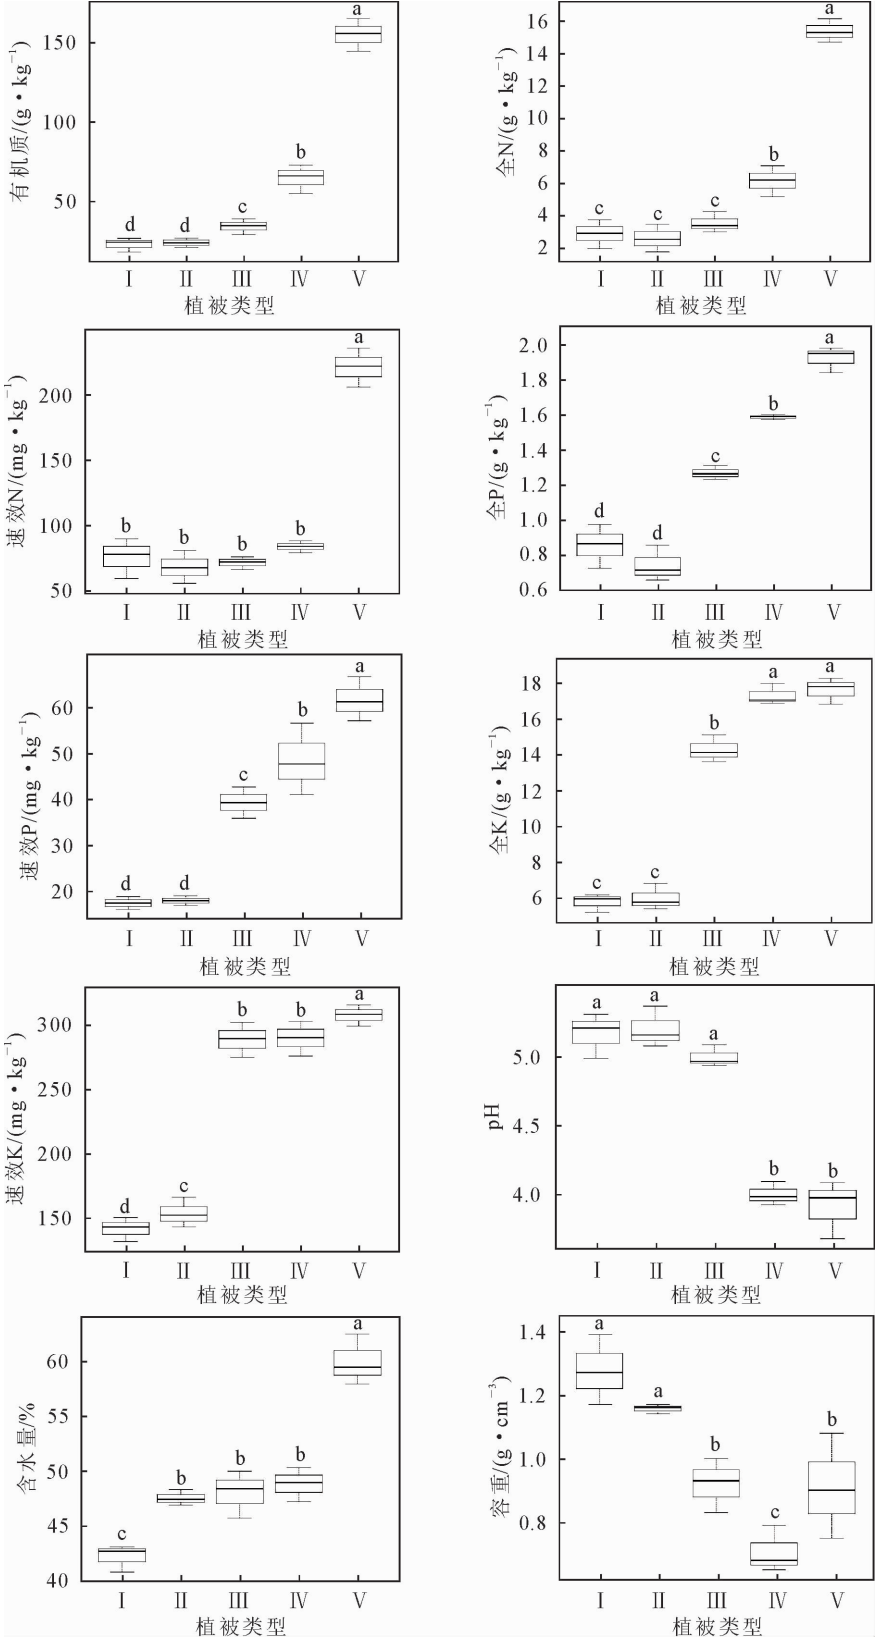 有机质/(g·kg⁻¹)
150
100
50
d d c b a
Ⅰ Ⅱ Ⅲ Ⅳ Ⅴ
植被类型
全N/(g·kg⁻¹)
16
14
12
10
8
6
4
2
c c c b a
Ⅰ Ⅱ Ⅲ Ⅳ Ⅴ
植被类型
速效N/(mg·kg⁻¹)
200
100
50
b b b b a
Ⅰ Ⅱ Ⅲ Ⅳ Ⅴ
植被类型
全P/(g·kg⁻¹)
2.0
1.8
1.6
1.4
1.2
1.0
0.8
0.6
d d c b a
Ⅰ Ⅱ Ⅲ Ⅳ Ⅴ
植被类型
速效P/(mg·kg⁻¹)
60
50
40
30
20
d d c b a
Ⅰ Ⅱ Ⅲ Ⅳ Ⅴ
植被类型
全K/(g·kg⁻¹)
18
16
14
12
10
8
6
c c b a a
Ⅰ Ⅱ Ⅲ Ⅳ Ⅴ
植被类型
速效K/(mg·kg⁻¹)
300
250
200
150
d c b b a
Ⅰ Ⅱ Ⅲ Ⅳ Ⅴ
植被类型
pH
5.0
4.5
4.0
a a a b b
Ⅰ Ⅱ Ⅲ Ⅳ Ⅴ
植被类型
含水量/%
60
55
50
45
40
c b b b a
Ⅰ Ⅱ Ⅲ Ⅳ Ⅴ
植被类型
容重/(g·cm⁻³)
1.4
1.2
1.0
0.8
a a b c b
Ⅰ Ⅱ Ⅲ Ⅳ Ⅴ
植被类型